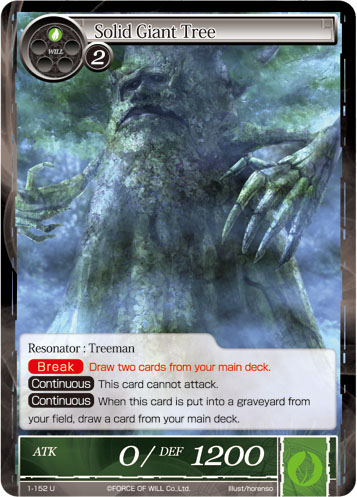 Solid Giant Tree
WILL
2
Resonator : Treeman
Break Draw two cards from your main deck.
Continuous This card cannot attack.
Continuous When this card is put into a graveyard from
your field, draw a card from your main deck.
ATK 0 / DEF 1200
1-152 U ©FORCE OF WILL Co.,Ltd. Illust/horenso